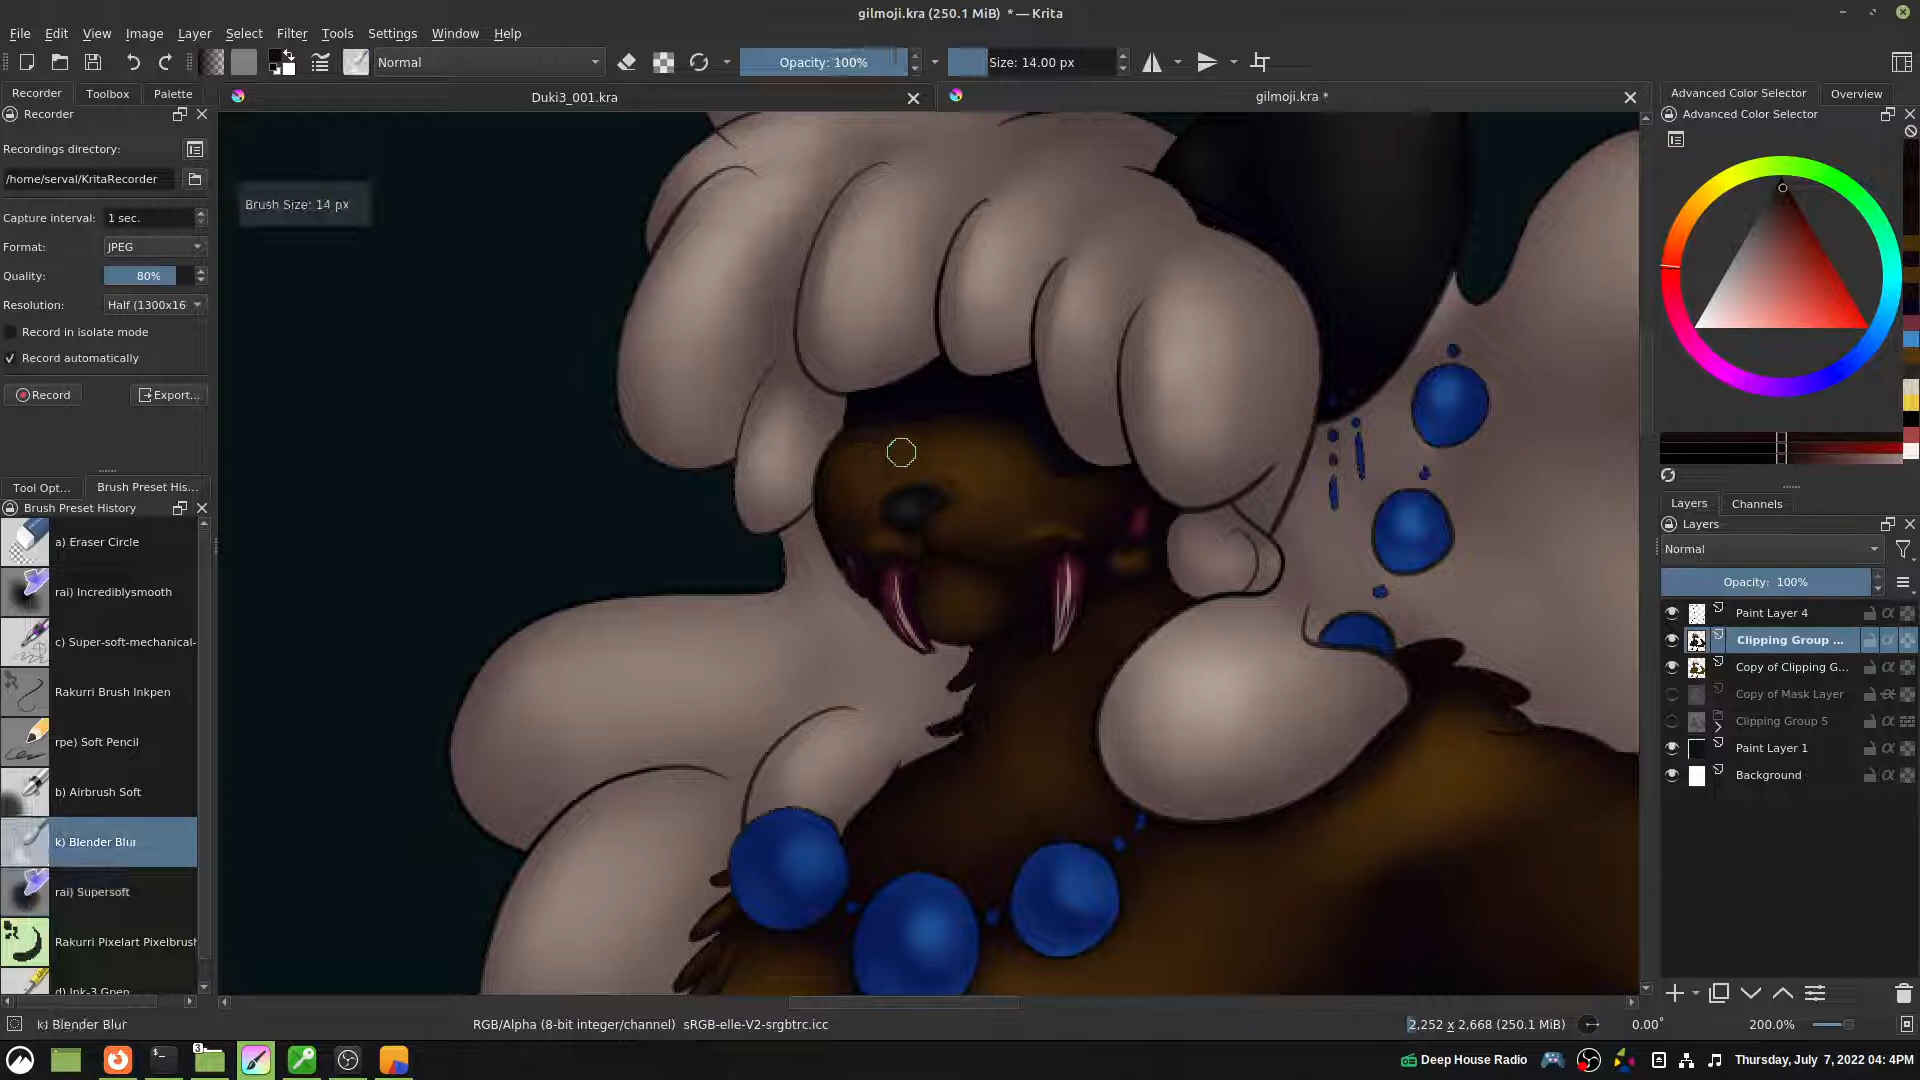 gilmoji.kra (250.1 MiB) * — Krita
File Edit View Image Layer Select Filter Tools Settings Window Help
Normal
Opacity: 100%
Size: 14.00 px
Recorder Toolbox Palette
Duki3_001.kra
gilmoji.kra *
Advanced Color Selector Overview
Recorder
Advanced Color Selector
Recordings directory:
/home/serval/KritaRecorder
Capture interval: 1 sec.
Format: JPEG
Quality: 80%
Resolution: Half (1300x16
Record in isolate mode
Record automatically
Record Export...
Brush Size: 14 px
Tool Opt... Brush Preset His...
Brush Preset History
a) Eraser Circle
rai) Incrediblysmooth
c) Super-soft-mechanical-
Rakurri Brush Inkpen
rpe) Soft Pencil
b) Airbrush Soft
k) Blender Blur
rai) Supersoft
Rakurri Pixelart Pixelbrush
d) Ink-3 Gpen
Layers Channels
Layers
Normal
Opacity: 100%
Paint Layer 4
Clipping Group ...
Copy of Clipping G...
Copy of Mask Layer
Clipping Group 5
Paint Layer 1
Background
k) Blender Blur
RGB/Alpha (8-bit integer/channel) sRGB-elle-V2-srgbtrc.icc
2,252 x 2,668 (250.1 MiB)
0.00°
200.0%
3
Deep House Radio
Thursday, July 7, 2022 04: 4PM